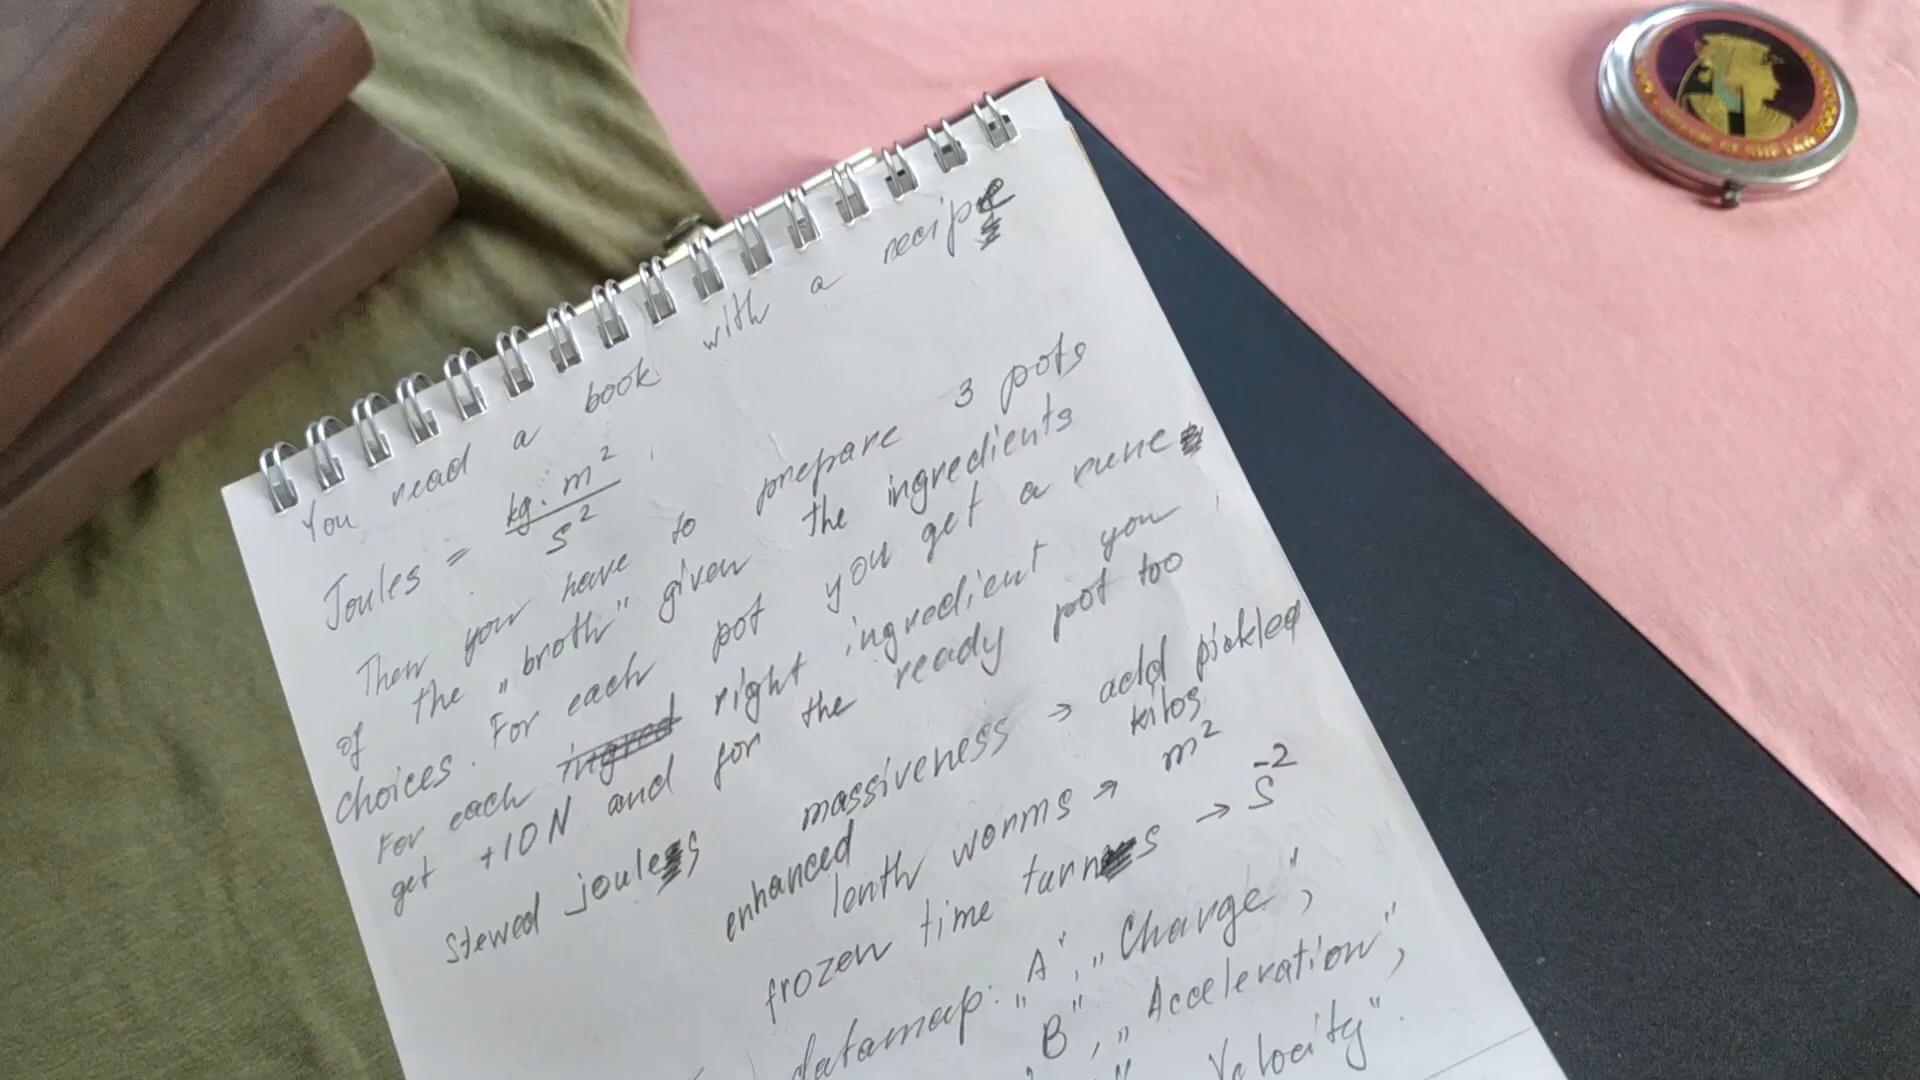 You read a book with a recipe
Joules = kg·m²/s²
Then you have to prepare 3 pots
of the „broth" given the ingredients
choices. For each pot you get a rune
For each right ingredient you
get +10 N and for the ready pot too
Stewed joules massiveness → add pickled
kilos
enhanced
lenth worms → m²
frozen time turns → s⁻²
datamap: „A", „Charge",
B", „Acceleration",
Velocity".